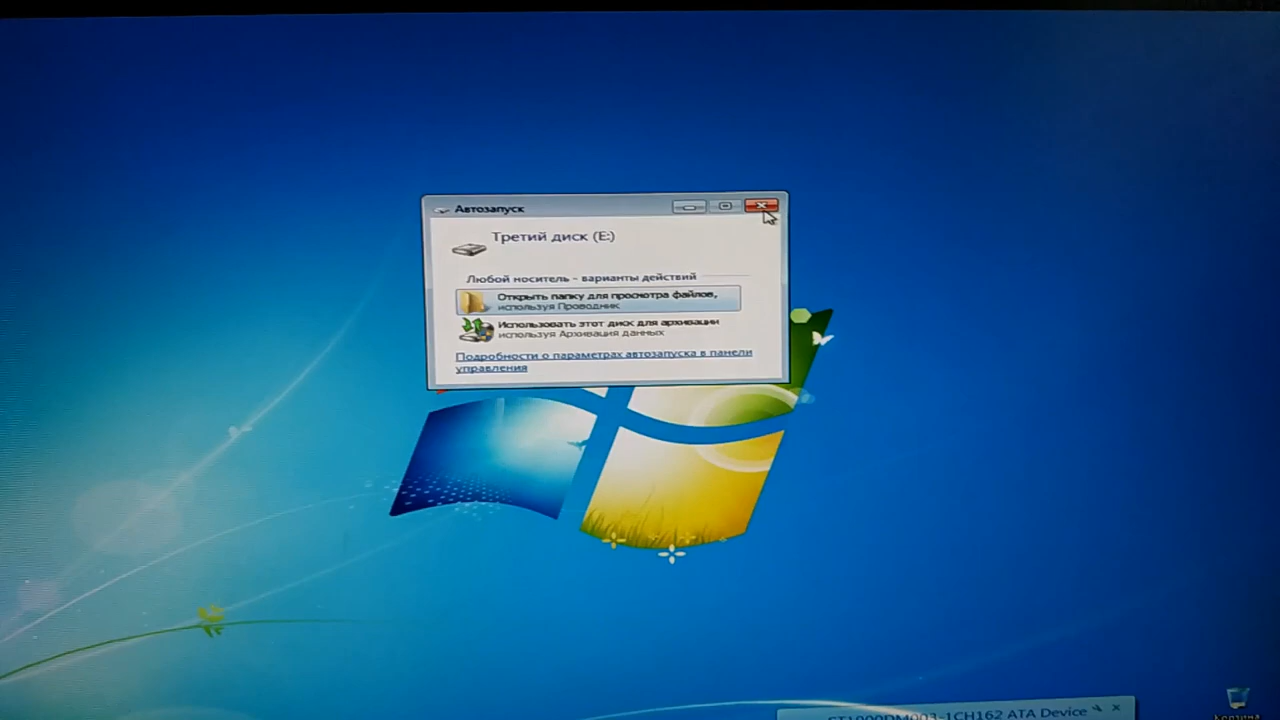 Автозапуск
Третий диск (E:)
Любой носитель - варианты действий
Открыть папку для просмотра файлов,
используя Проводник
Использовать этот диск для архивации
используя Архивация данных
Подробности о параметрах автозапуска в панели
управления
ST1000DM003-1CH162 ATA Device
Корзина